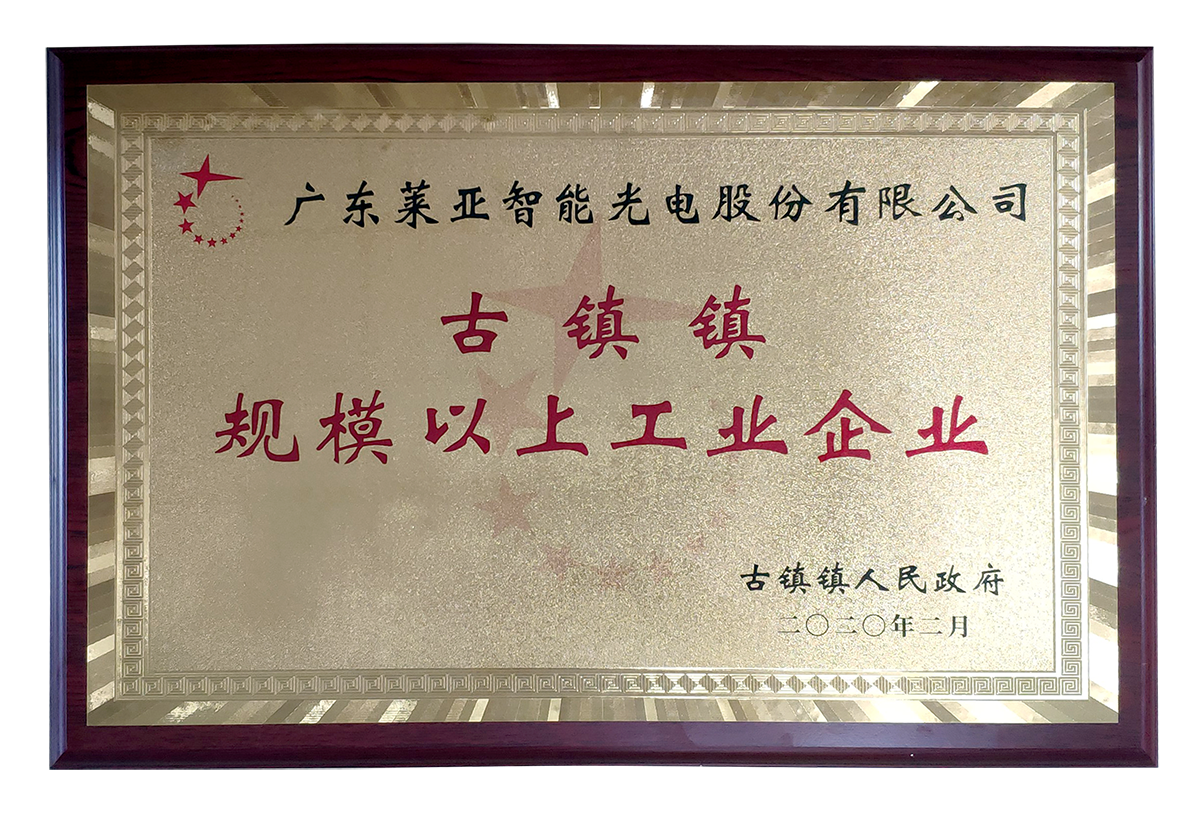 广东莱亚智能光电股份有限公司
古镇镇
规模以上工业企业
古镇镇人民政府
二〇二〇年二月